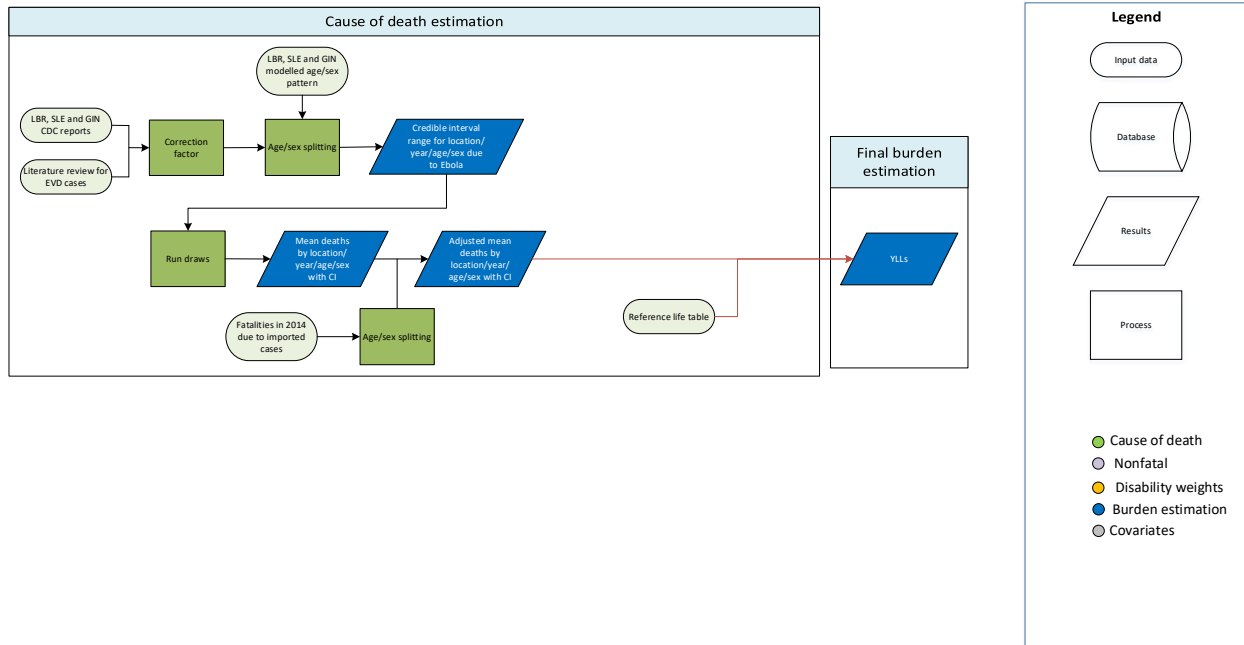 Cause of death estimation
LBR, SLE and GIN
modelled age/sex
pattern
LBR, SLE and GIN
CDC reports
Literature review for
EVD cases
Correction
factor
Age/sex splitting
Credible interval
range for location/
year/age/sex due
to Ebola
Run draws
Mean deaths
by location/
year/age/sex
with CI
Adjusted mean
deaths by
location/year/
age/sex with CI
Fatalities in 2014
due to imported
cases
Age/sex splitting
Reference life table
Final burden
estimation
YLLs
Legend
Input data
Database
Results
Process
Cause of death
Nonfatal
Disability weights
Burden estimation
Covariates